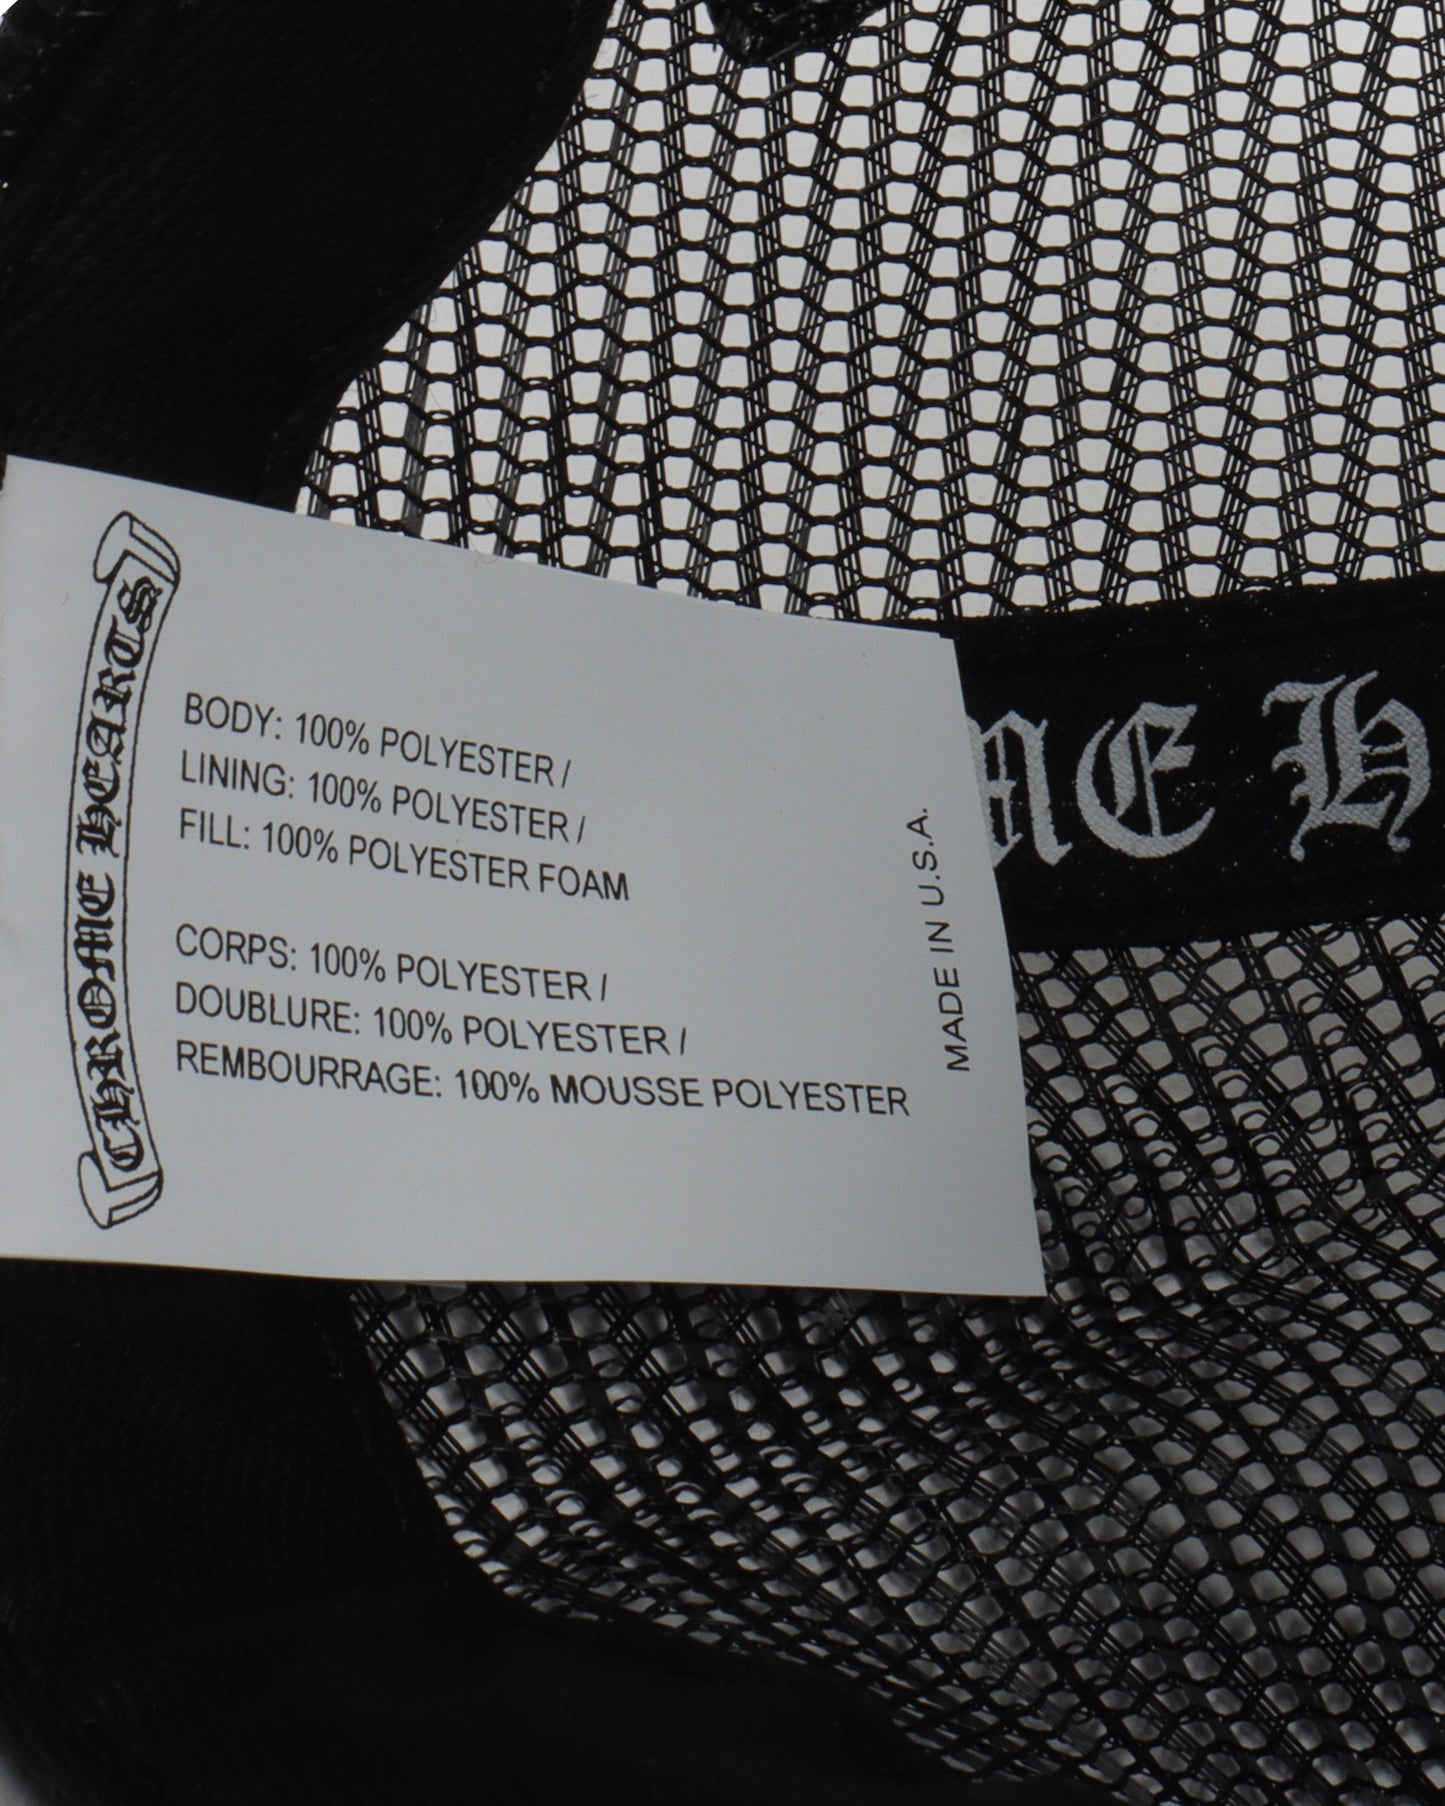 CHROME HEARTS
BODY: 100% POLYESTER /
LINING: 100% POLYESTER /
FILL: 100% POLYESTER FOAM
CORPS: 100% POLYESTER /
DOUBLURE: 100% POLYESTER /
REMBOURRAGE: 100% MOUSSE POLYESTER
MADE IN U.S.A.
ME H